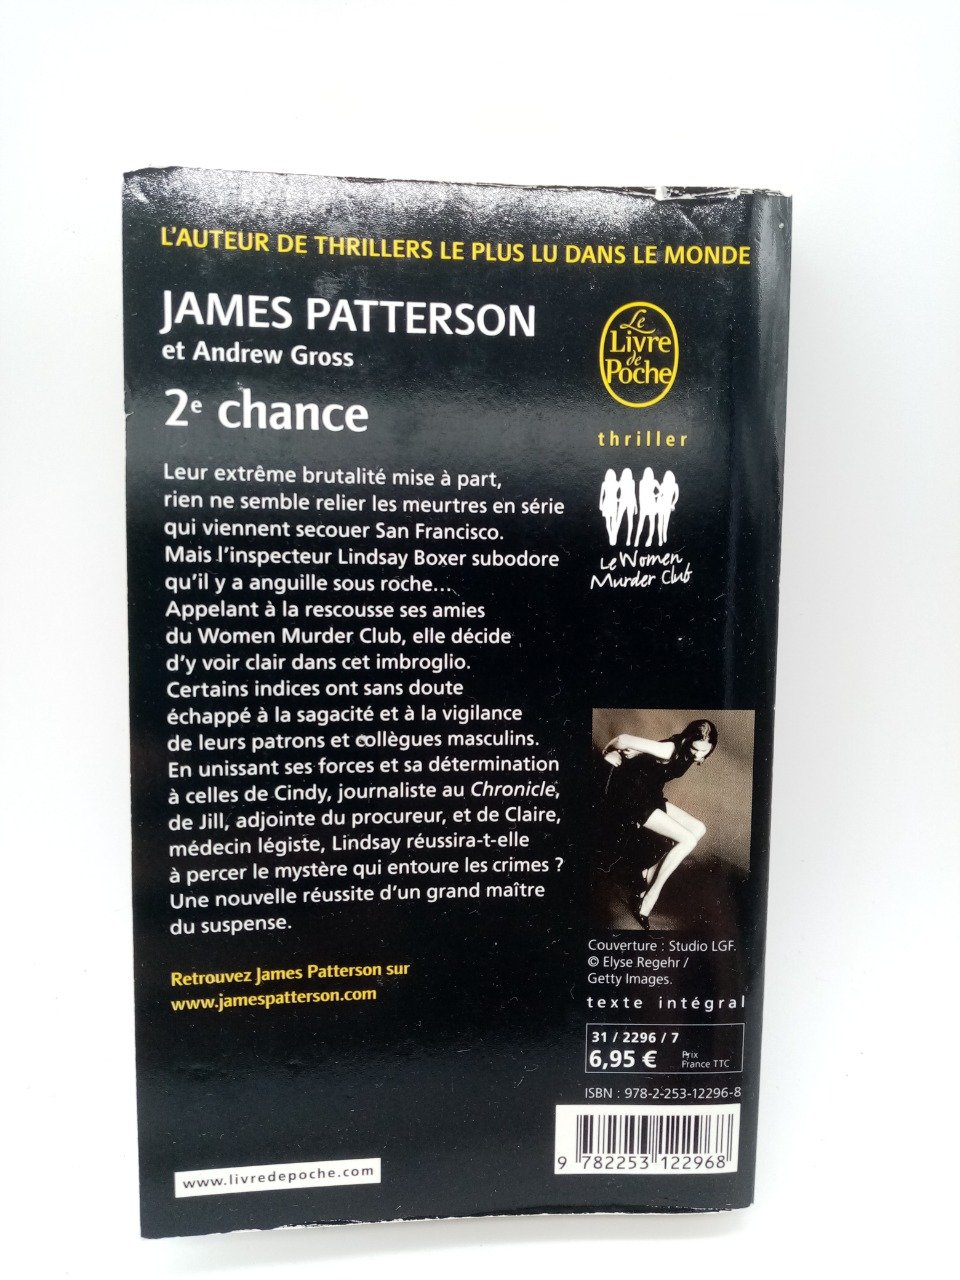 L'AUTEUR DE THRILLERS LE PLUS LU DANS LE MONDE
JAMES PATTERSON
et Andrew Gross
2e chance
Leur extrême brutalité mise à part,
rien ne semble relier les meurtres en série
qui viennent secouer San Francisco.
Mais l'inspecteur Lindsay Boxer subodore
qu'il y a anguille sous roche...
Appelant à la rescousse ses amies
du Women Murder Club, elle décide
d'y voir clair dans cet imbroglio.
Certains indices ont sans doute
échappé à la sagacité et à la vigilance
de leurs patrons et collègues masculins.
En unissant ses forces et sa détermination
à celles de Cindy, journaliste au Chronicle,
de Jill, adjointe du procureur, et de Claire,
médecin légiste, Lindsay réussira-t-elle
à percer le mystère qui entoure les crimes ?
Une nouvelle réussite d'un grand maître
du suspense.
Retrouvez James Patterson sur
www.jamespatterson.com
www.livredepoche.com
Le
Livre
de
Poche
thriller
Le Women
Murder Club
Couverture : Studio LGF.
© Elyse Regehr /
Getty Images.
texte intégral
31 / 2296 / 7
6,95 €
Prix
France TTC
ISBN : 978-2-253-12296-8
9 782253 122968